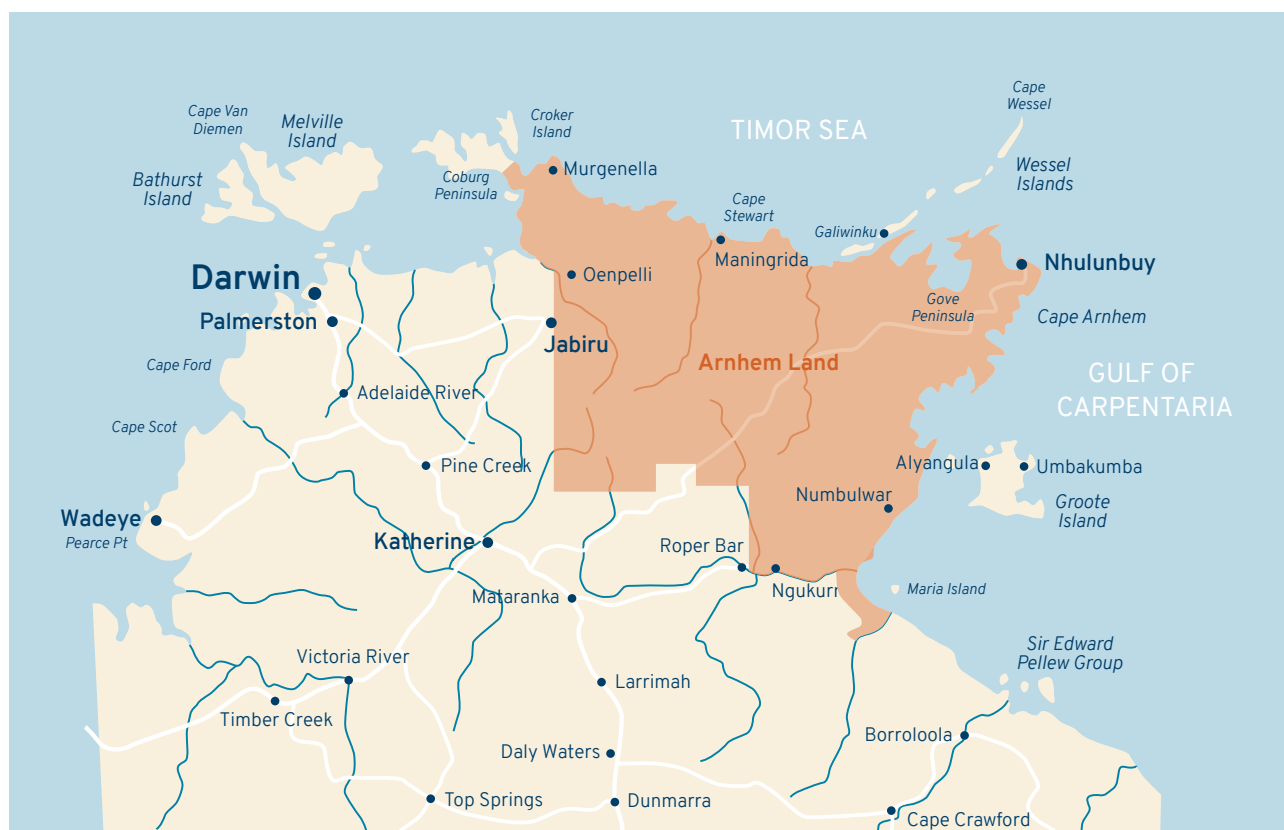 Cape
Wessel
Cape Van
Diemen
Melville
Island
Croker
Island
TIMOR SEA
Wessel
Islands
Murgenella
Bathurst
Island
Coburg
Peninsula
Cape
Stewart
Galiwinku
Maningrida
Nhulunbuy
Darwin
Oenpelli
Gove
Peninsula
Cape Arnhem
Palmerston
Jabiru
Cape Ford
Arnhem Land
GULF OF
CARPENTARIA
Adelaide River
Cape Scot
Pine Creek
Alyangula
Umbakumba
Numbulwar
Groote
Island
Wadeye
Pearce Pt
Katherine
Roper Bar
Ngukurr
Maria Island
Mataranka
Sir Edward
Pellew Group
Victoria River
Larrimah
Timber Creek
Borroloola
Daly Waters
Top Springs
Dunmarra
Cape Crawford